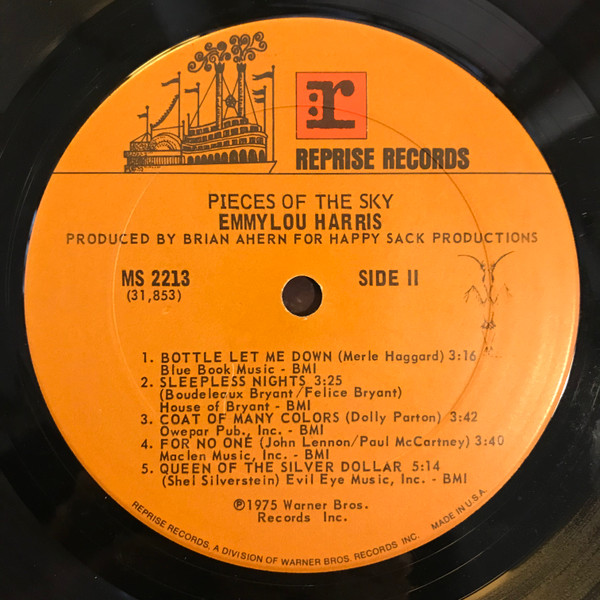 :r
REPRISE RECORDS
PIECES OF THE SKY
EMMYLOU HARRIS
PRODUCED BY BRIAN AHERN FOR HAPPY SACK PRODUCTIONS
MS 2213 SIDE II
(31,853)
1. BOTTLE LET ME DOWN (Merle Haggard) 3:16
Blue Book Music - BMI
2. SLEEPLESS NIGHTS 3:25
(Boudeleaux Bryant/Felice Bryant)
House of Bryant - BMI
3. COAT OF MANY COLORS (Dolly Parton) 3:42
Owepar Pub., Inc. - BMI
4. FOR NO ONE (John Lennon/Paul McCartney) 3:40
Maclen Music, Inc. - BMI
5. QUEEN OF THE SILVER DOLLAR 5:14
(Shel Silverstein) Evil Eye Music, Inc. - BMI
℗1975 Warner Bros.
Records Inc.
REPRISE RECORDS, A DIVISION OF WARNER BROS. RECORDS INC. MADE IN U.S.A.